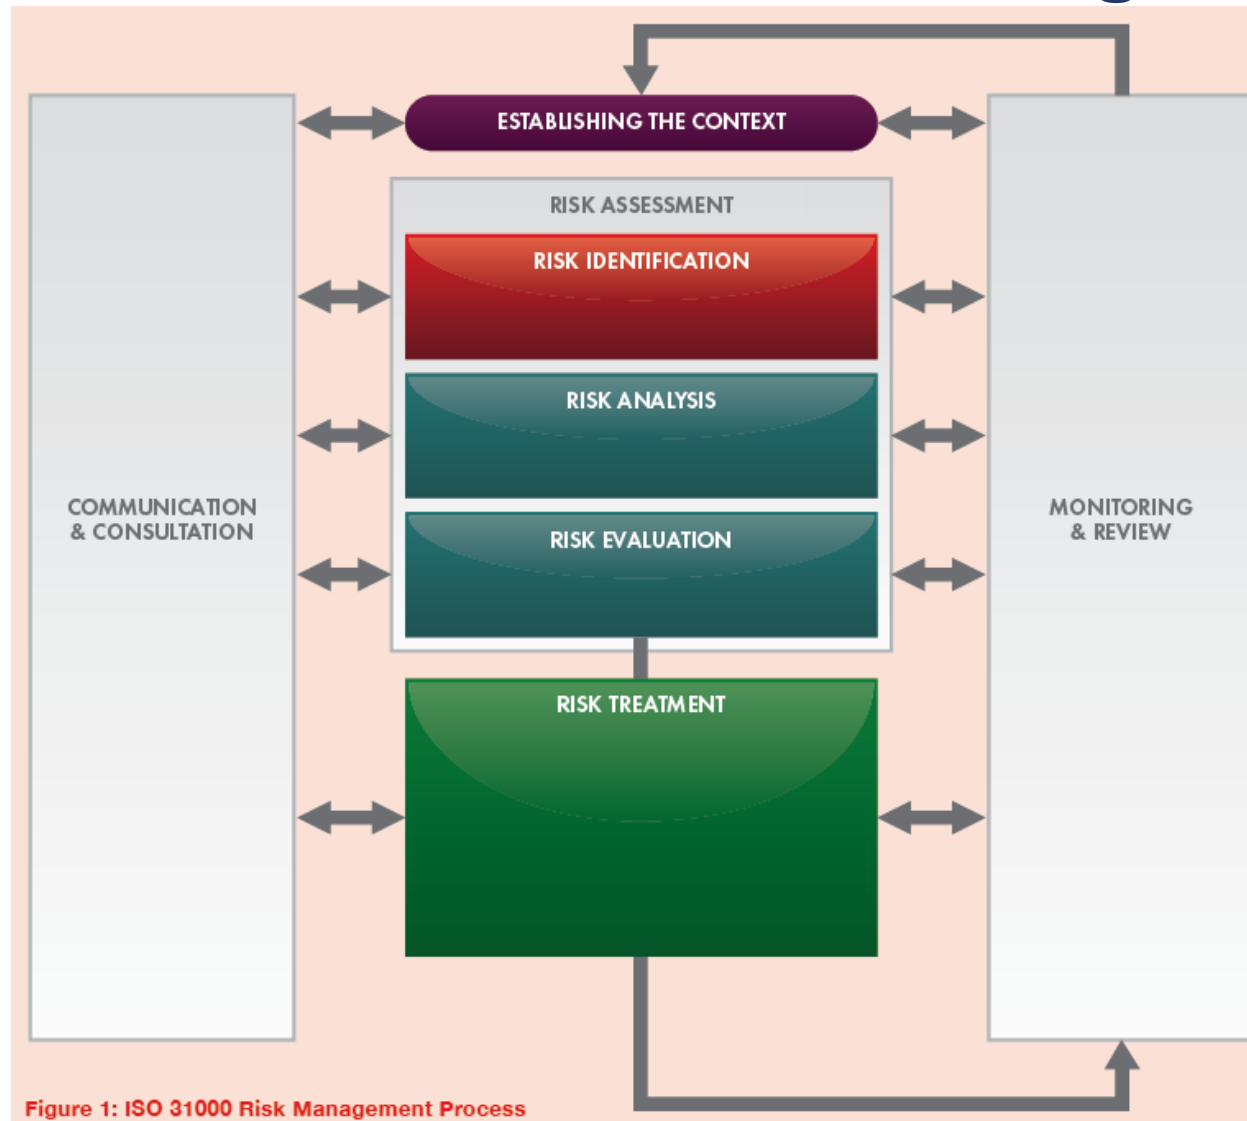 ESTABLISHING THE CONTEXT
RISK ASSESSMENT
RISK IDENTIFICATION
RISK ANALYSIS
COMMUNICATION
& CONSULTATION
MONITORING
& REVIEW
RISK EVALUATION
RISK TREATMENT
Figure 1: ISO 31000 Risk Management Process